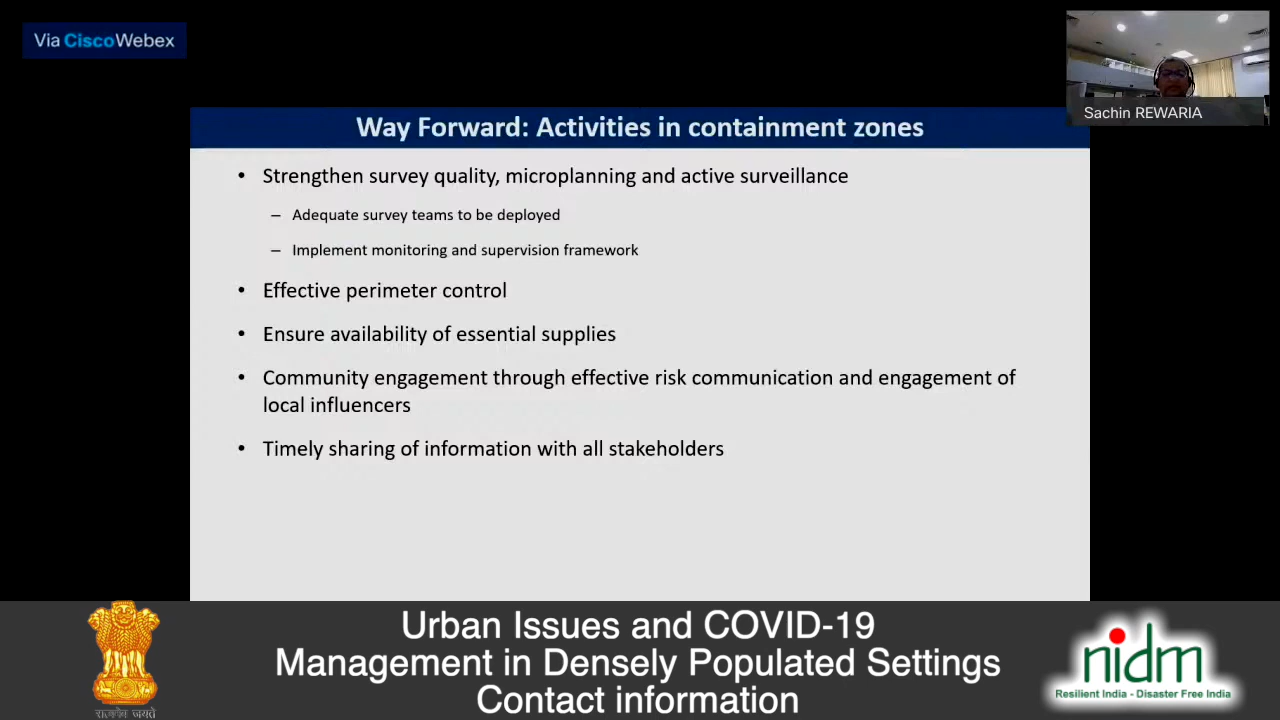 Via CiscoWebex
Sachin REWARIA
Way Forward: Activities in containment zones
• Strengthen survey quality, microplanning and active surveillance
– Adequate survey teams to be deployed
– Implement monitoring and supervision framework
• Effective perimeter control
• Ensure availability of essential supplies
• Community engagement through effective risk communication and engagement of
local influencers
• Timely sharing of information with all stakeholders
Urban Issues and COVID-19
Management in Densely Populated Settings
Contact information
सत्यमेव जयते
nidm
Resilient India - Disaster Free India